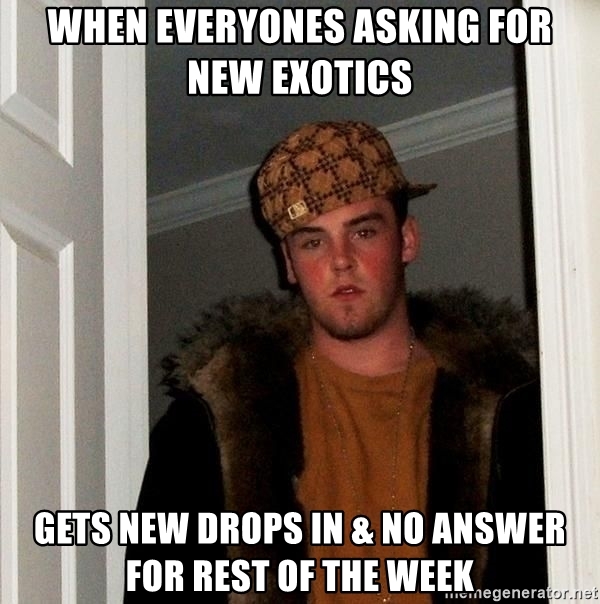 WHEN EVERYONES ASKING FOR
NEW EXOTICS
GETS NEW DROPS IN & NO ANSWER
FOR REST OF THE WEEK
memegenerator.net